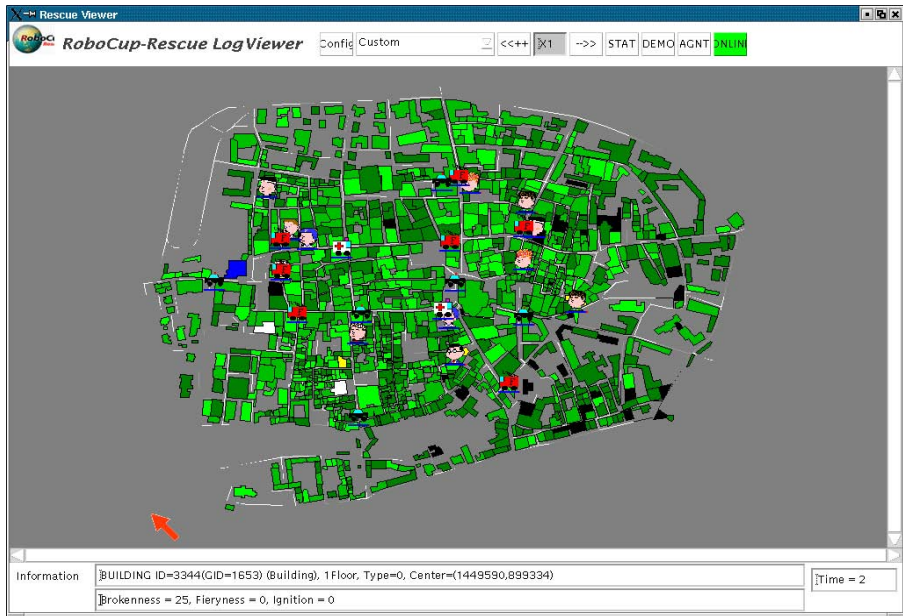 Rescue Viewer
RoboCup-Rescue LogViewer Config Custom <<++ X1 -->> STAT DEMO AGNT ONLIN
Information BUILDING ID=3344(GID=1653) (Building), 1Floor, Type=0, Center=(1449590,899334) Time = 2
Brokenness = 25, Fieryness = 0, Ignition = 0